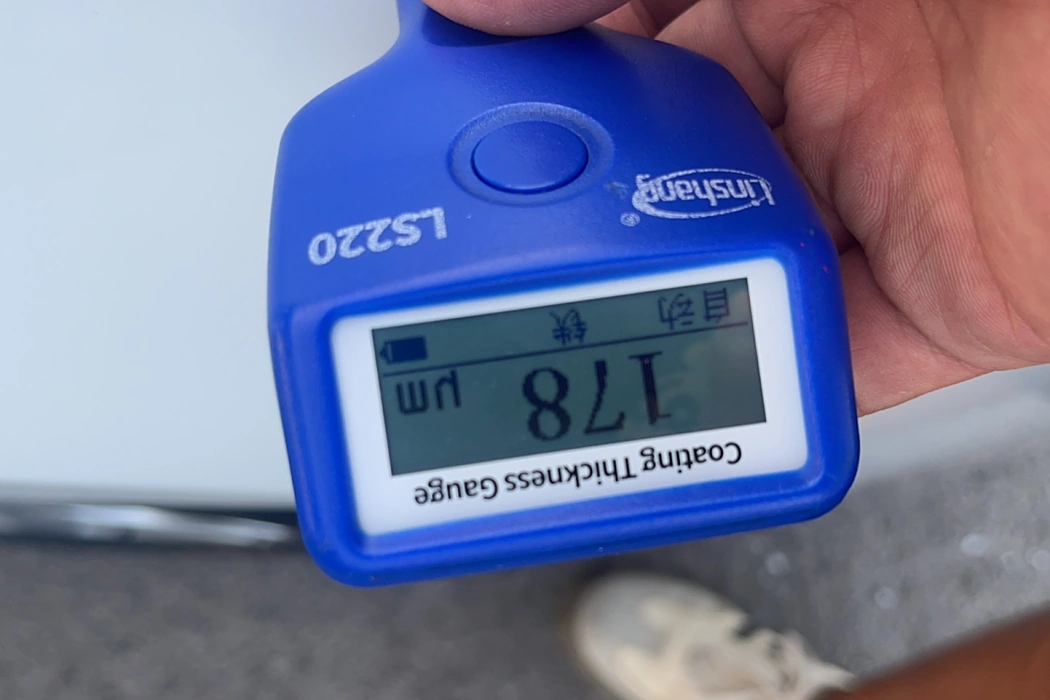 Coating Thickness Gauge
178 μm
自动 铁
Linshang®
LS220